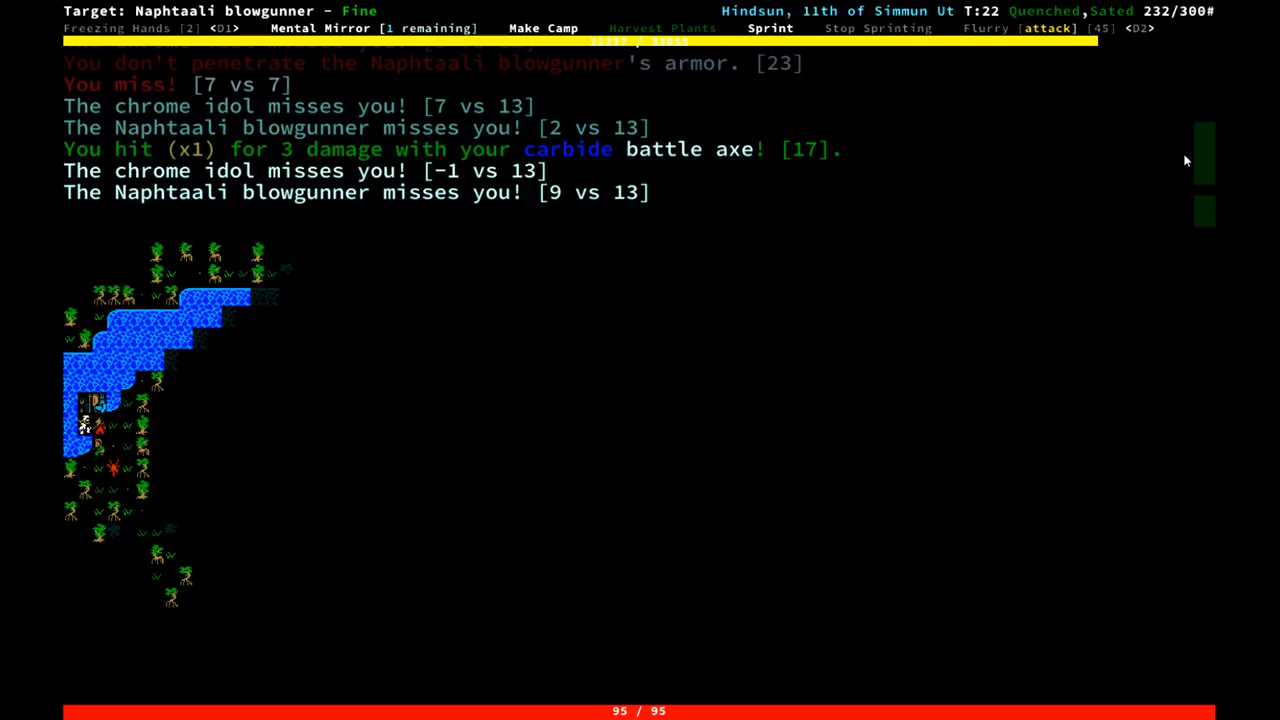 Target: Naphtaali blowgunner - Fine
Hindsun, 11th of Simmun Ut T:22 Quenched,Sated 232/300#
Freezing Hands [2] <D1> Mental Mirror [1 remaining] Make Camp Harvest Plants Sprint Stop Sprinting Flurry [attack] [45] <D2>
You don't penetrate the Naphtaali blowgunner's armor. [23]
You miss! [7 vs 7]
The chrome idol misses you! [7 vs 13]
The Naphtaali blowgunner misses you! [2 vs 13]
You hit (x1) for 3 damage with your carbide battle axe! [17].
The chrome idol misses you! [-1 vs 13]
The Naphtaali blowgunner misses you! [9 vs 13]
95 / 95